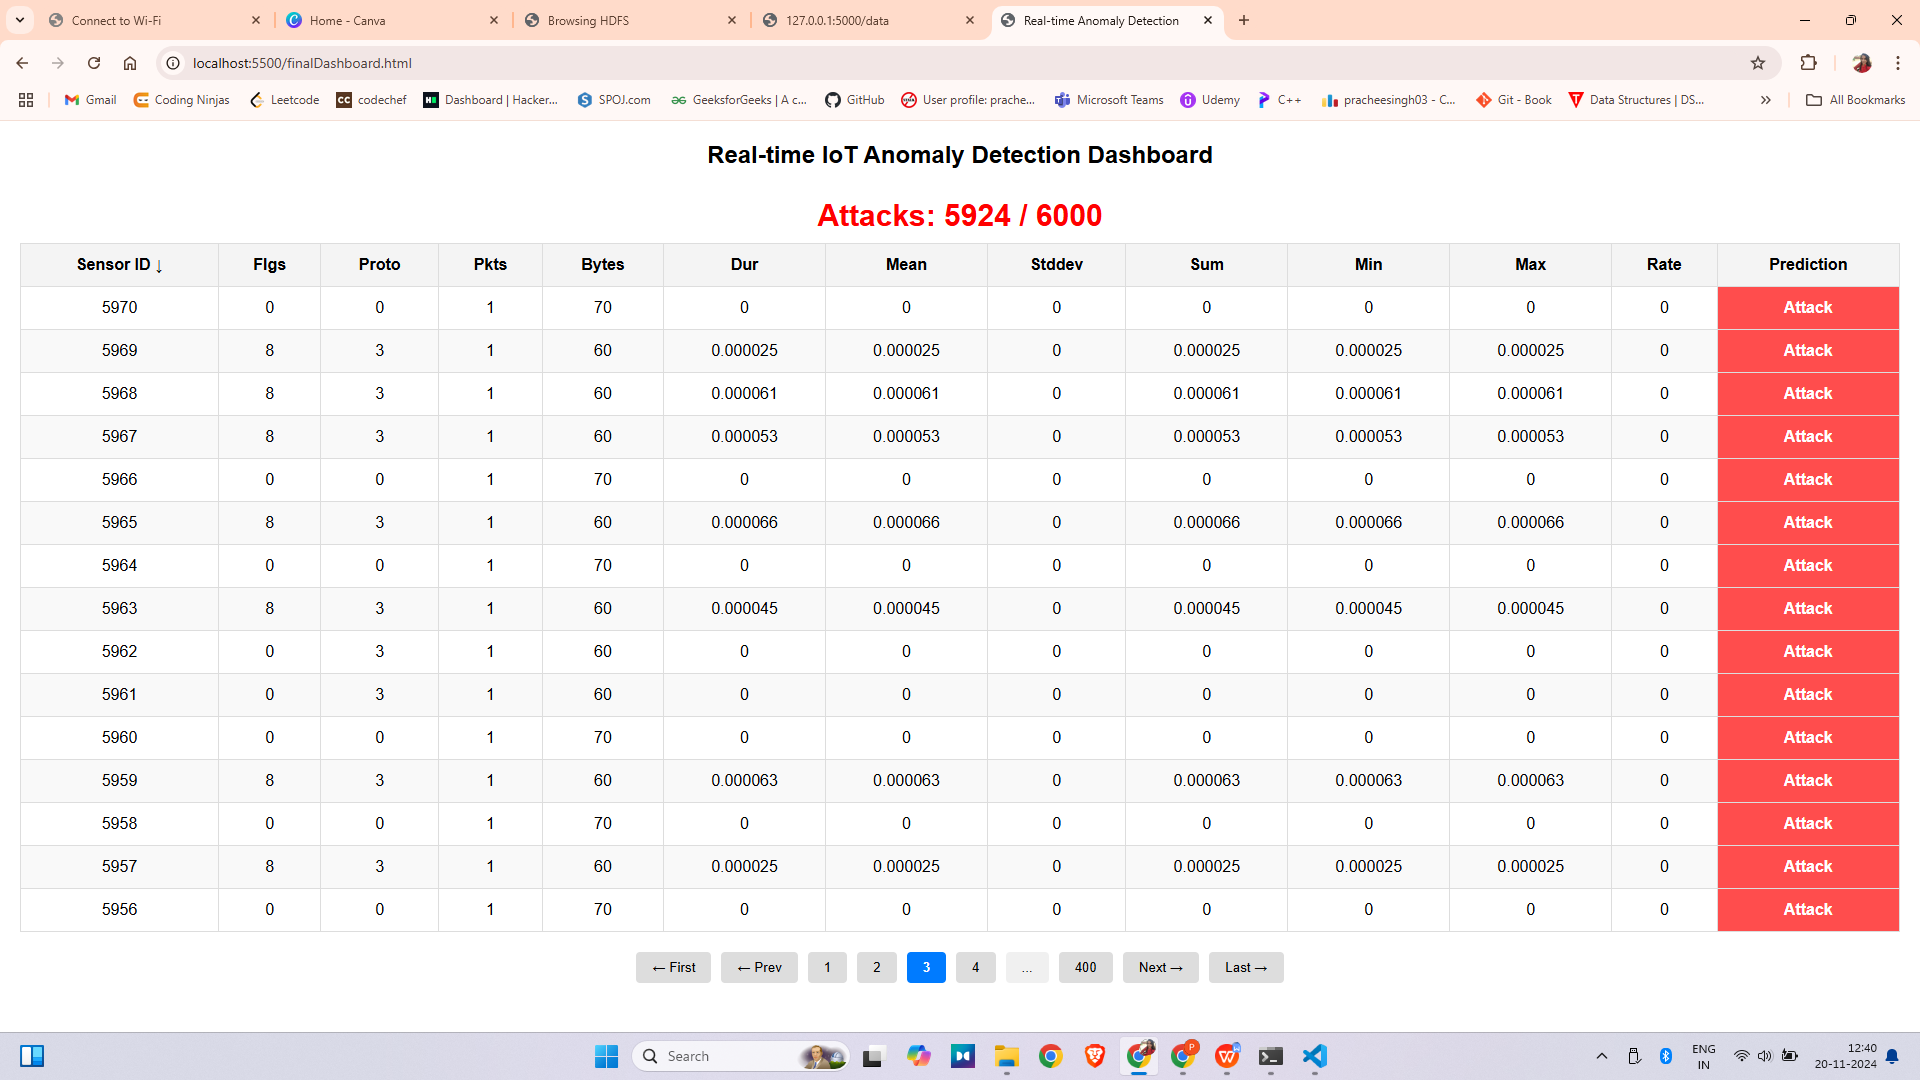 Connect to Wi-Fi
Home - Canva
Browsing HDFS
127.0.0.1:5000/data
Real-time Anomaly Detection
localhost:5500/finalDashboard.html
Gmail
Coding Ninjas
Leetcode
codechef
Dashboard | Hacker...
SPOJ.com
GeeksforGeeks | A c...
GitHub
User profile: prache...
Microsoft Teams
Udemy
C++
pracheesingh03 - C...
Git - Book
Data Structures | DS...
All Bookmarks
Real-time IoT Anomaly Detection Dashboard
Attacks: 5924 / 6000
Sensor ID ↓ Flgs Proto Pkts Bytes Dur Mean Stddev Sum Min Max Rate Prediction
5970 0 0 1 70 0 0 0 0 0 0 0 Attack
5969 8 3 1 60 0.000025 0.000025 0 0.000025 0.000025 0.000025 0 Attack
5968 8 3 1 60 0.000061 0.000061 0 0.000061 0.000061 0.000061 0 Attack
5967 8 3 1 60 0.000053 0.000053 0 0.000053 0.000053 0.000053 0 Attack
5966 0 0 1 70 0 0 0 0 0 0 0 Attack
5965 8 3 1 60 0.000066 0.000066 0 0.000066 0.000066 0.000066 0 Attack
5964 0 0 1 70 0 0 0 0 0 0 0 Attack
5963 8 3 1 60 0.000045 0.000045 0 0.000045 0.000045 0.000045 0 Attack
5962 0 3 1 60 0 0 0 0 0 0 0 Attack
5961 0 3 1 60 0 0 0 0 0 0 0 Attack
5960 0 0 1 70 0 0 0 0 0 0 0 Attack
5959 8 3 1 60 0.000063 0.000063 0 0.000063 0.000063 0.000063 0 Attack
5958 0 0 1 70 0 0 0 0 0 0 0 Attack
5957 8 3 1 60 0.000025 0.000025 0 0.000025 0.000025 0.000025 0 Attack
5956 0 0 1 70 0 0 0 0 0 0 0 Attack
← First ← Prev 1 2 3 4 ... 400 Next → Last →
Search
ENG
IN
12:40
20-11-2024